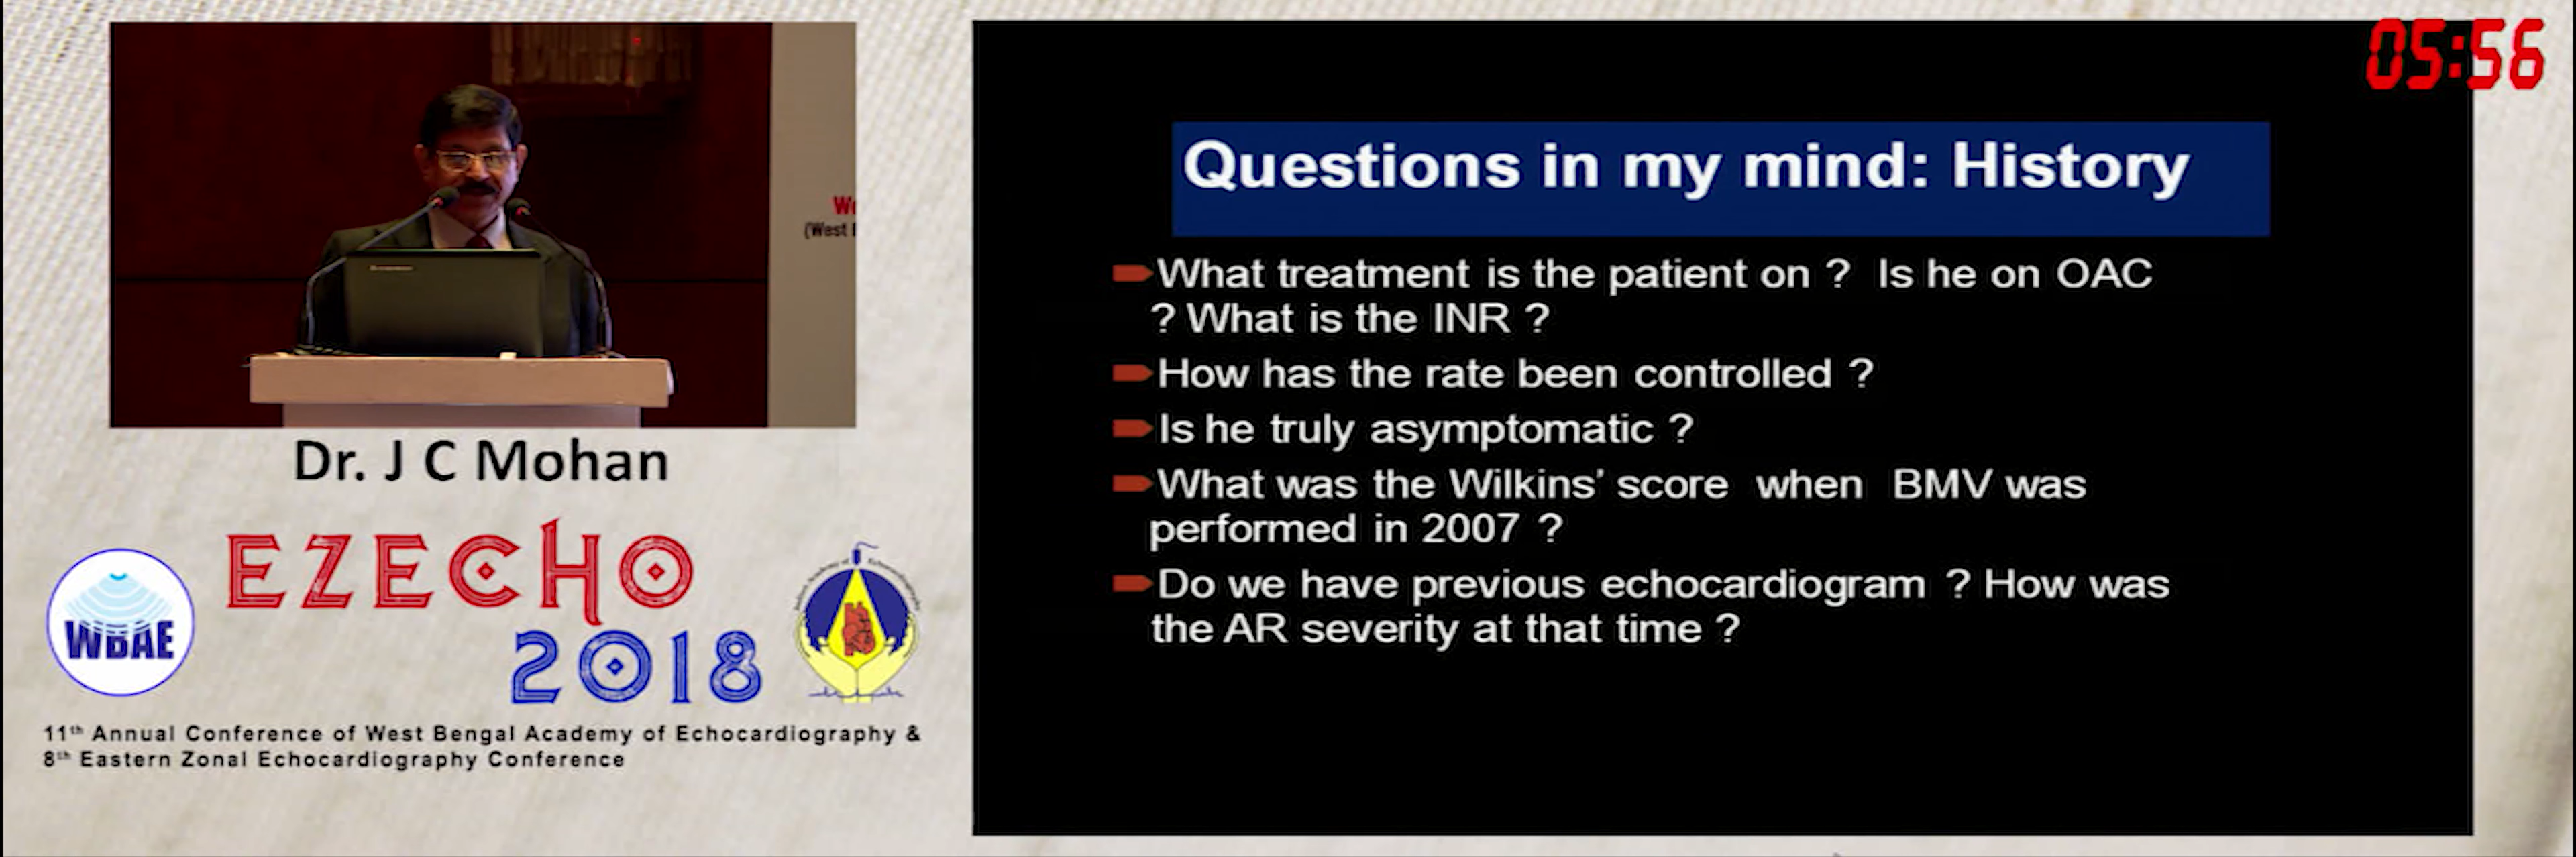 05:56
We
(West
Dr. J C Mohan
EZECHO
2018
WBAE
11th Annual Conference of West Bengal Academy of Echocardiography &
8th Eastern Zonal Echocardiography Conference
Questions in my mind: History
What treatment is the patient on ? Is he on OAC
? What is the INR ?
How has the rate been controlled ?
Is he truly asymptomatic ?
What was the Wilkins’ score when BMV was
performed in 2007 ?
Do we have previous echocardiogram ? How was
the AR severity at that time ?